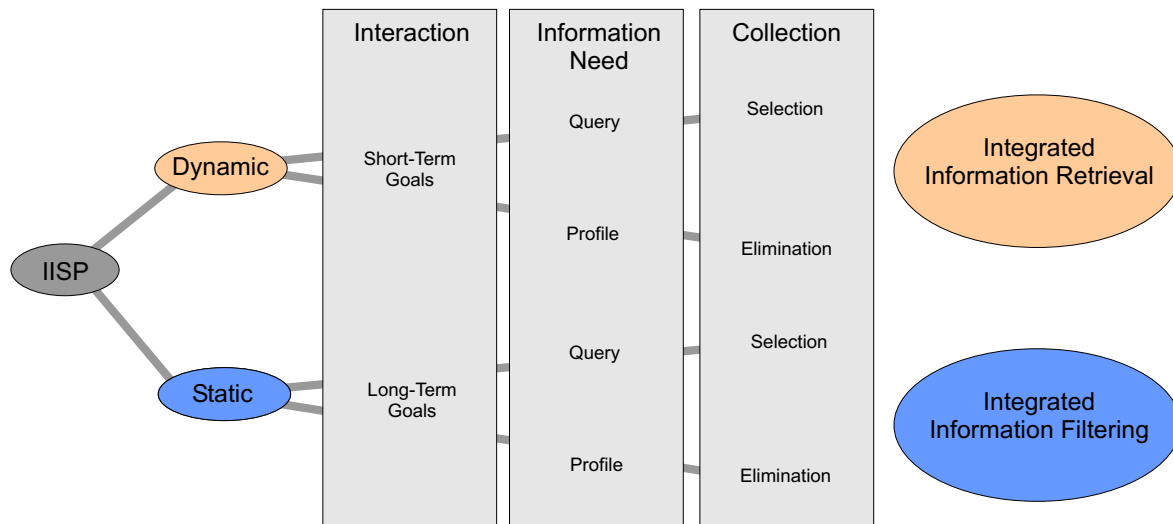 Interaction
Information
Need
Collection
IISP
Dynamic
Static
Short-Term
Goals
Long-Term
Goals
Query
Profile
Query
Profile
Selection
Elimination
Selection
Elimination
Integrated
Information Retrieval
Integrated
Information Filtering